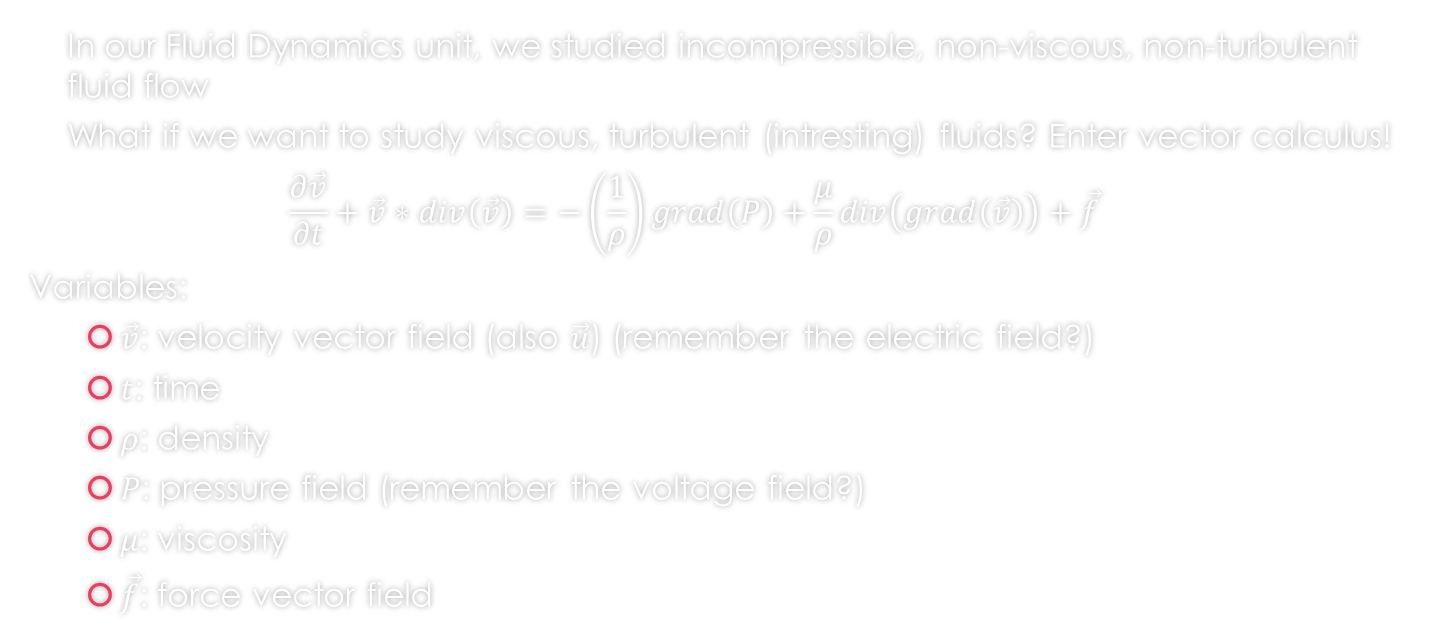 In our Fluid Dynamics unit, we studied incompressible, non-viscous, non-turbulent
fluid flow
What if we want to study viscous, turbulent (intresting) fluids? Enter vector calculus!
∂v⃗/∂t + v⃗ * div(v⃗) = −(1/ρ) grad(P) + μ/ρ div(grad(v⃗)) + f⃗
Variables:
v⃗: velocity vector field (also u⃗) (remember the electric field?)
t: time
ρ: density
P: pressure field (remember the voltage field?)
μ: viscosity
f⃗: force vector field